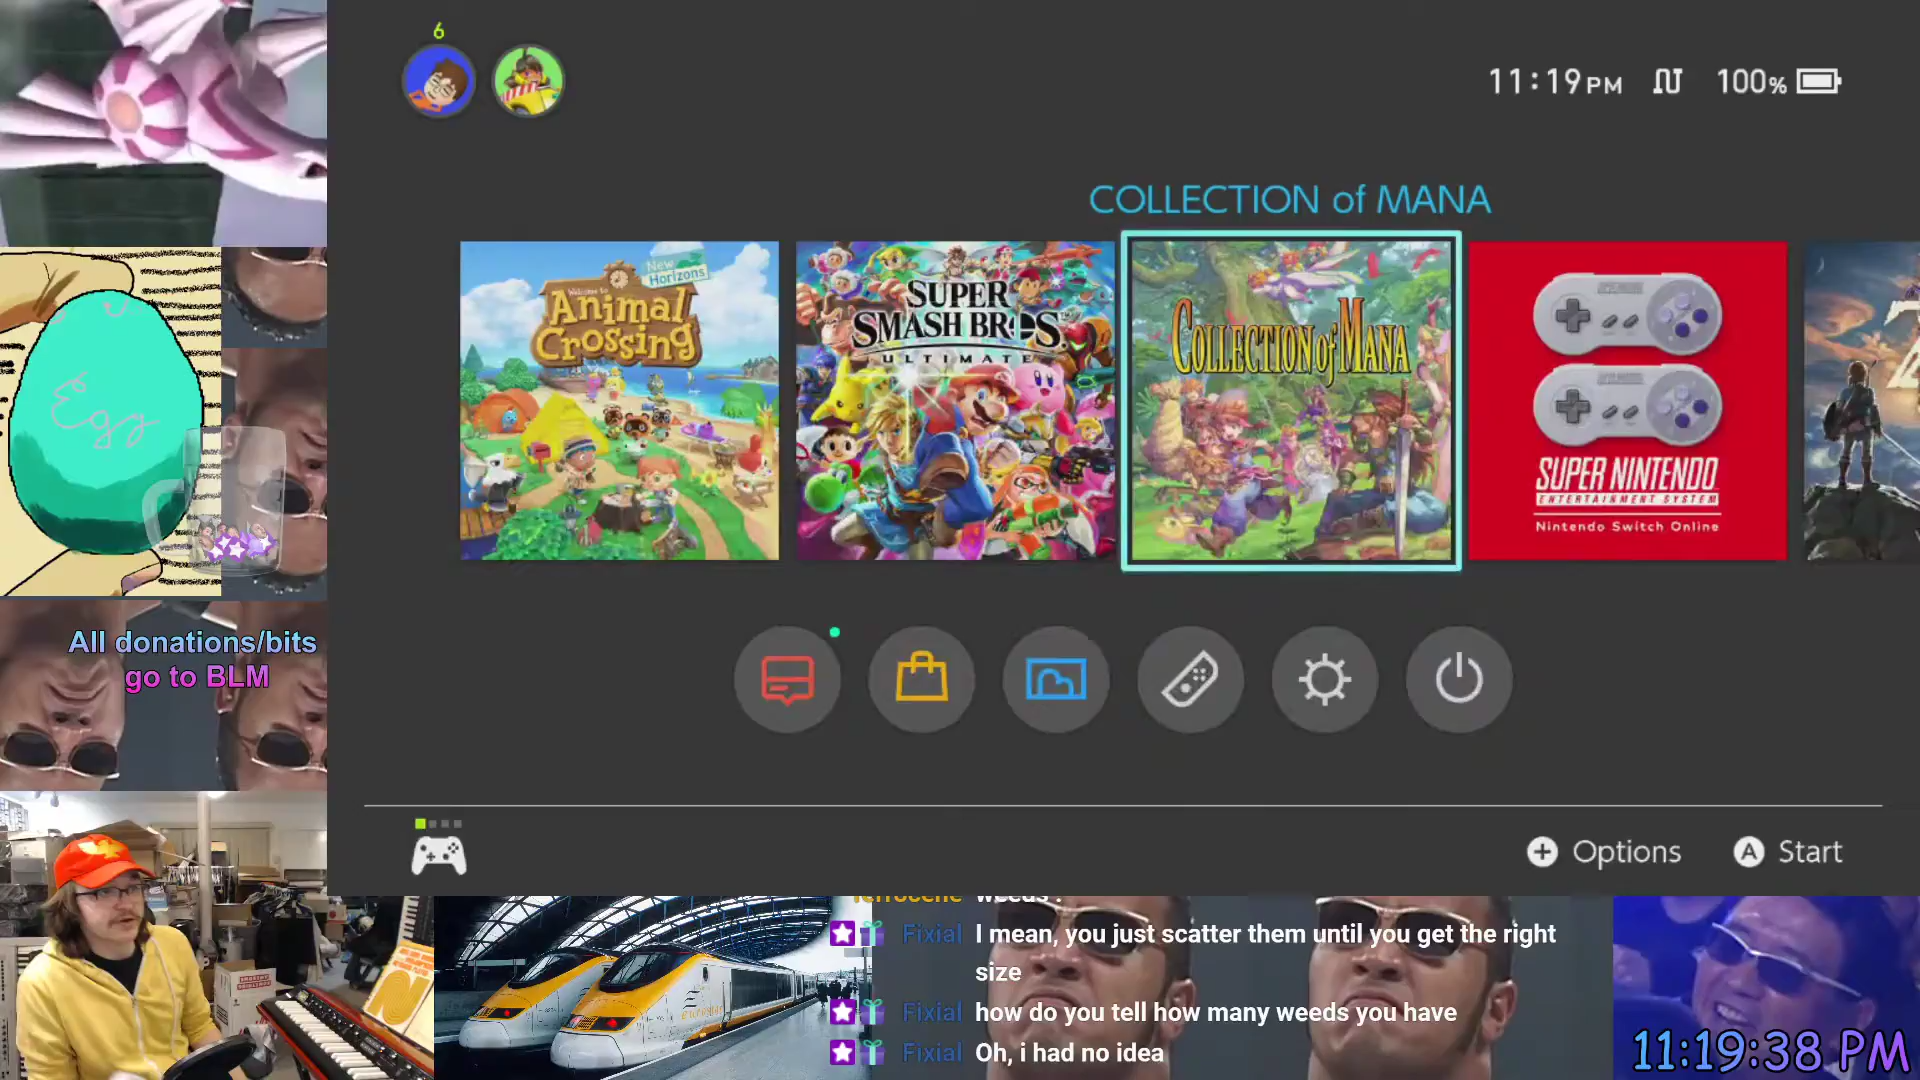 6
11:19 PM
100%
COLLECTION of MANA
Welcome to
New Horizons
Animal Crossing
SUPER
SMASH BROS.
ULTIMATE
COLLECTION of MANA
SUPER NINTENDO
ENTERTAINMENT SYSTEM
Nintendo Switch Online
Egg
All donations/bits
go to BLM
+ Options
A Start
Fixial I mean, you just scatter them until you get the right
size
Fixial how do you tell how many weeds you have
Fixial Oh, i had no idea
11:19:38 PM